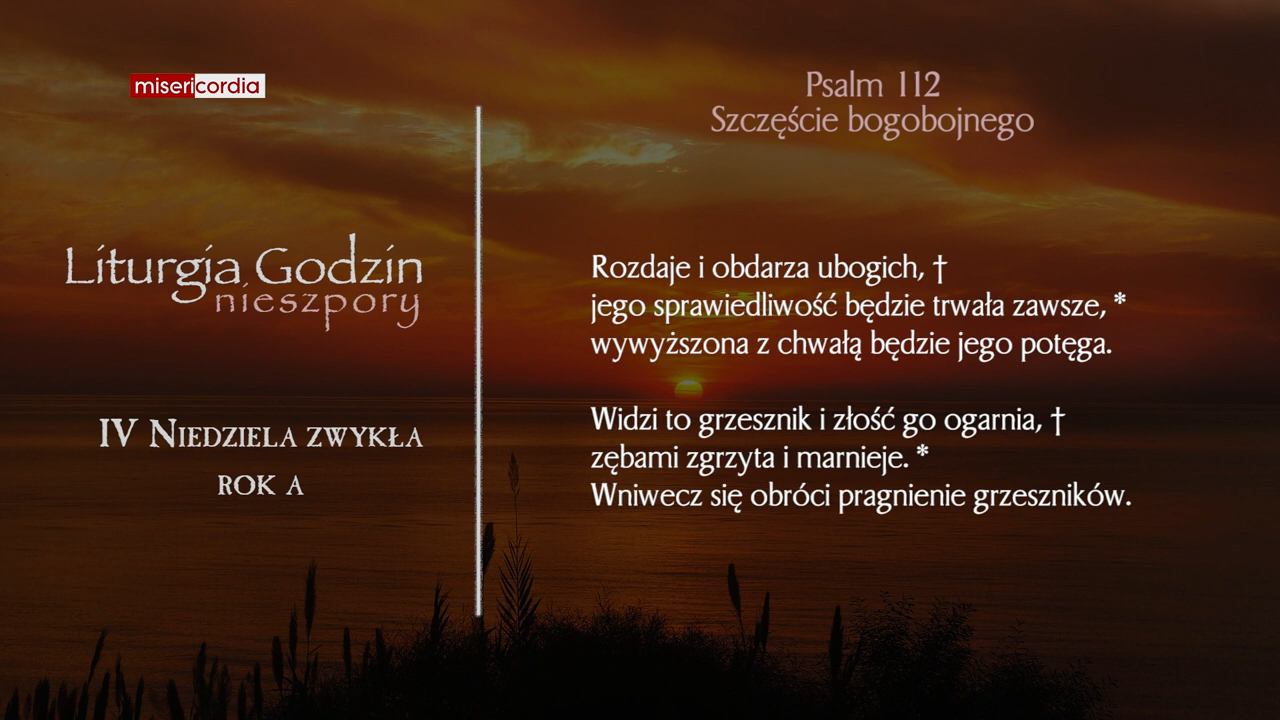 misericordia
Liturgia Godzin
nieszpory
IV Niedziela zwykła
rok A
Psalm 112
Szczęście bogobojnego
Rozdaje i obdarza ubogich, †
jego sprawiedliwość będzie trwała zawsze, *
wywyższona z chwałą będzie jego potęga.
Widzi to grzesznik i złość go ogarnia, †
zębami zgrzyta i marnieje. *
Wniwecz się obróci pragnienie grzeszników.